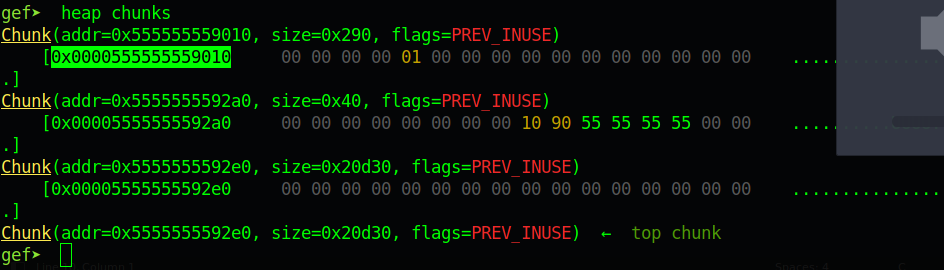 gef➤  heap chunks
Chunk(addr=0x555555559010, size=0x290, flags=PREV_INUSE)
    [0x0000555555559010     00 00 00 00 01 00 00 00 00 00 00 00 00 00 00 00    ...............
.]
Chunk(addr=0x5555555592a0, size=0x40, flags=PREV_INUSE)
    [0x00005555555592a0     00 00 00 00 00 00 00 00 10 90 55 55 55 55 00 00    ..........
.]
Chunk(addr=0x5555555592e0, size=0x20d30, flags=PREV_INUSE)
    [0x00005555555592e0     00 00 00 00 00 00 00 00 00 00 00 00 00 00 00 00    ...............
.]
Chunk(addr=0x5555555592e0, size=0x20d30, flags=PREV_INUSE)  ←  top chunk
gef➤